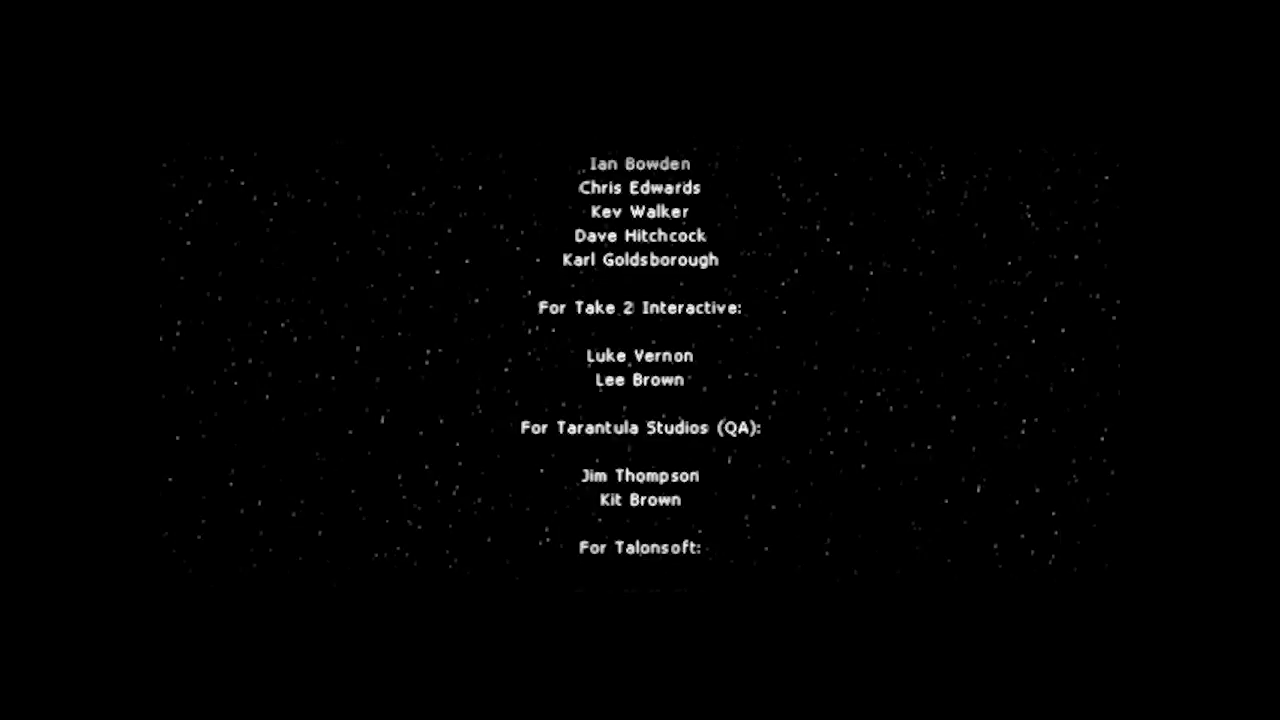 Ian Bowden
Chris Edwards
Kev Walker
Dave Hitchcock
Karl Goldsborough
For Take 2 Interactive:
Luke Vernon
Lee Brown
For Tarantula Studios (QA):
Jim Thompson
Kit Brown
For Talonsoft: